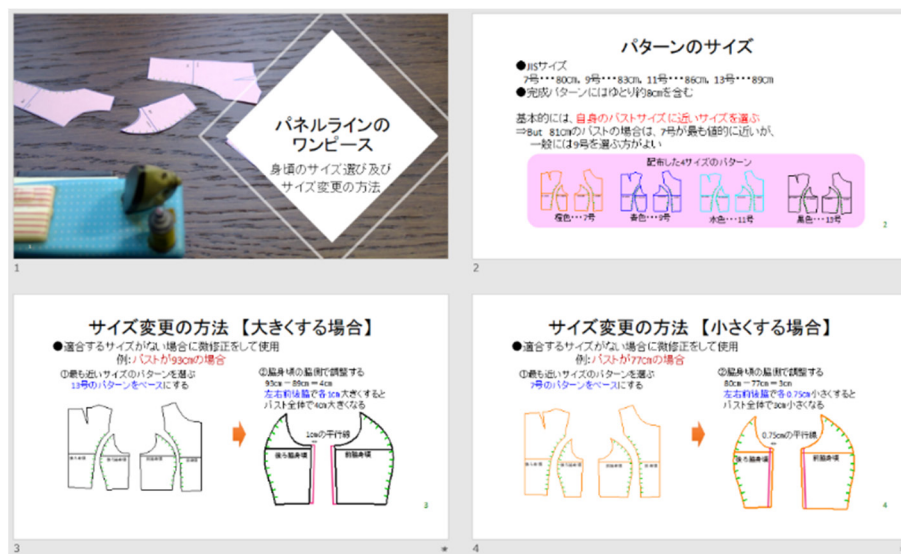 パネルラインの
ワンピース
身頃のサイズ選び及び
サイズ変更の方法
1
パターンのサイズ
●JISサイズ
7号・・・80cm, 9号・・・83cm, 11号・・・86cm, 13号・・・89cm
●完成パターンにはゆとり約8cmを含む
基本的には、自身のバストサイズに近いサイズを選ぶ
⇒But 81cmのバストの場合は、7号が最も値的に近いが、
一般には9号を選ぶ方がよい
配布した4サイズのパターン
橙色・・・7号
青色・・・9号
水色・・・11号
黒色・・・13号
2
2
サイズ変更の方法 【大きくする場合】
●適合するサイズがない場合に微修正をして使用
例:バストが93cmの場合
①最も近いサイズのパターンを選ぶ
13号のパターンをベースにする
②脇身頃の脇側で調整する
93cm－89cm＝4cm
左右前後脇で各1cm大きくすると
バスト全体で4cm大きくなる
1cmの平行線
後ろ脇身頃
前脇身頃
3
3
サイズ変更の方法 【小さくする場合】
●適合するサイズがない場合に微修正をして使用
例:バストが77cmの場合
①最も近いサイズのパターンを選ぶ
7号のパターンをベースにする
②脇身頃の脇側で調整する
80cm－77cm＝3cm
左右前後脇で各0.75cm小さくすると
バスト全体で3cm小さくなる
0.75cmの平行線
後ろ脇身頃
前脇身頃
4
4